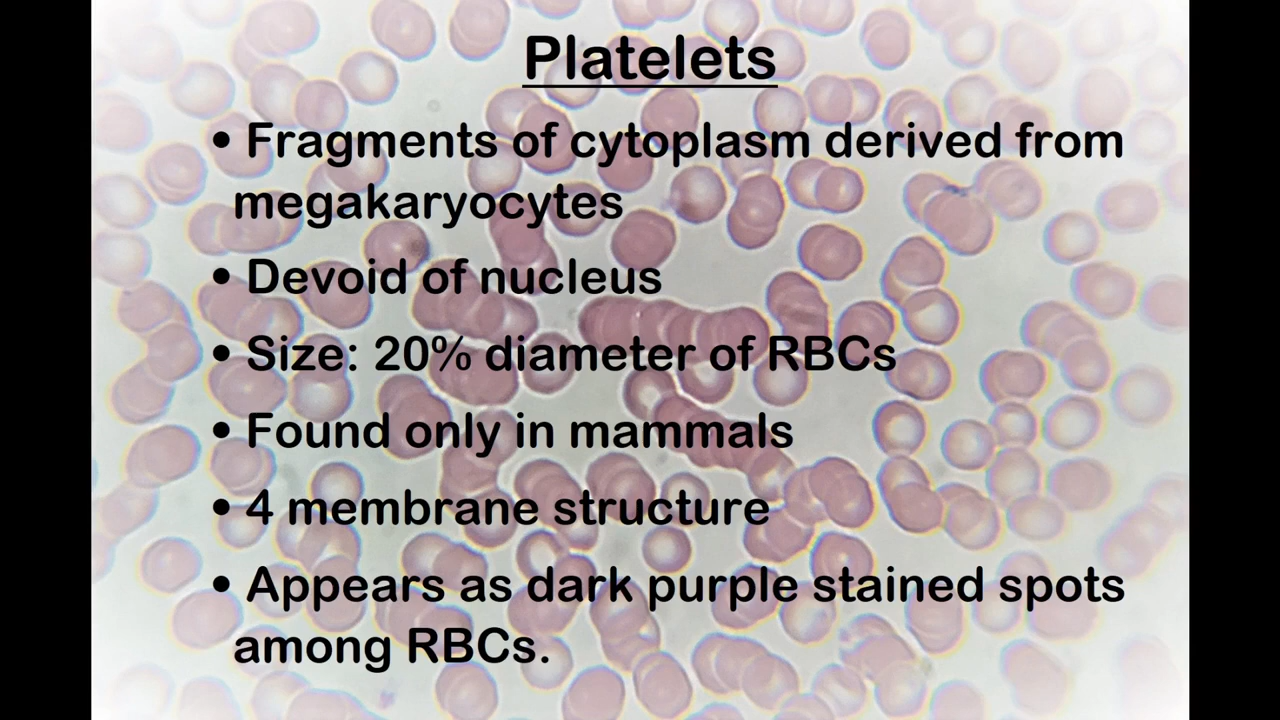 Platelets
• Fragments of cytoplasm derived from
megakaryocytes
• Devoid of nucleus
• Size: 20% diameter of RBCs
• Found only in mammals
• 4 membrane structure
• Appears as dark purple stained spots
among RBCs.